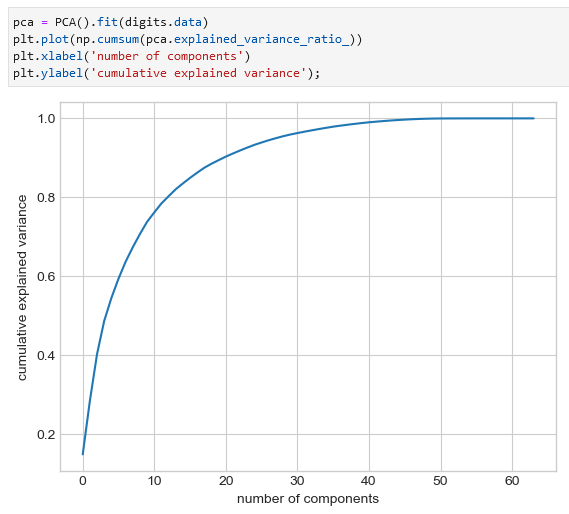 pca = PCA().fit(digits.data)
plt.plot(np.cumsum(pca.explained_variance_ratio_))
plt.xlabel('number of components')
plt.ylabel('cumulative explained variance');
1.0
0.8
0.6
0.4
0.2
cumulative explained variance
0 10 20 30 40 50 60
number of components